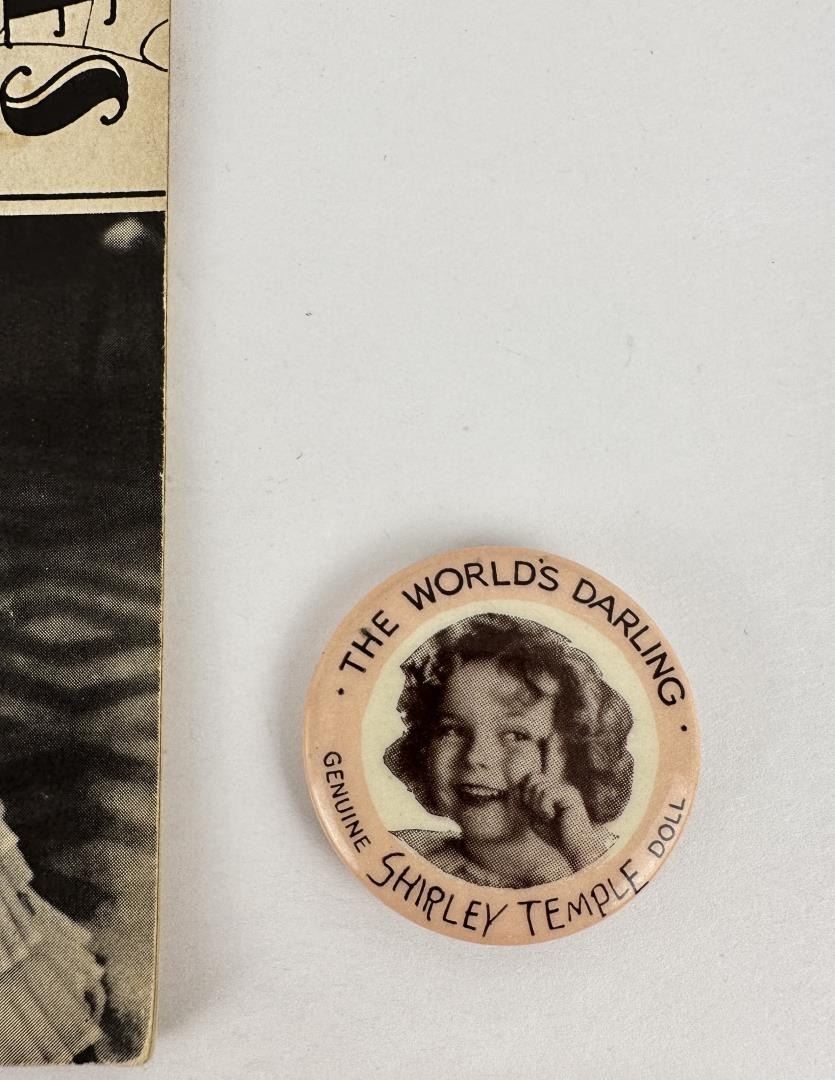 · THE WORLD'S DARLING ·
GENUINE SHIRLEY TEMPLE DOLL
S